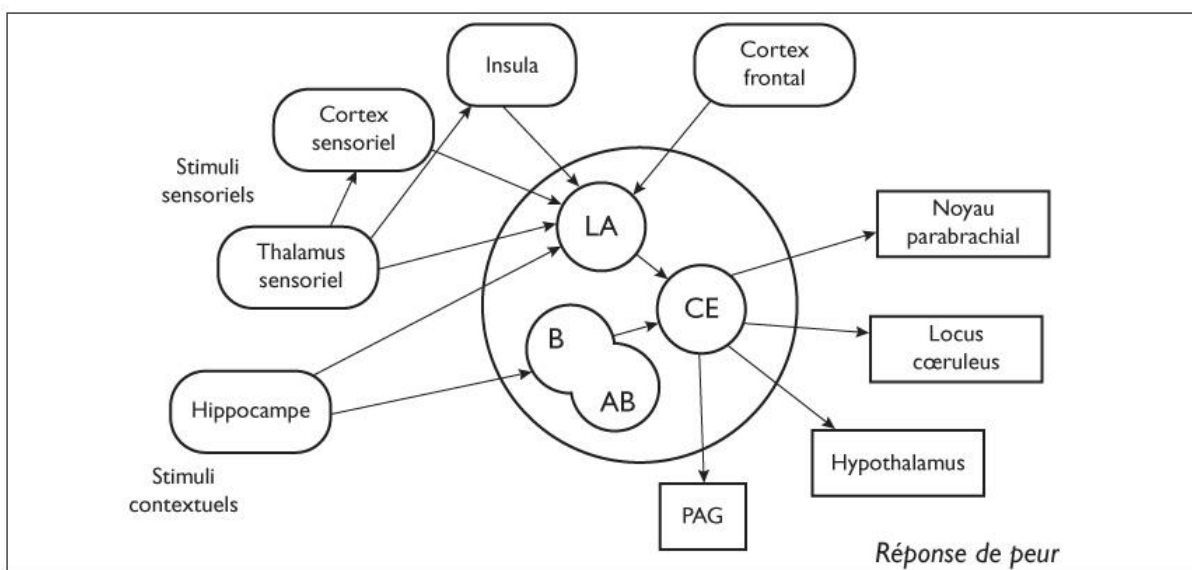 Insula
Cortex
frontal
Cortex
sensoriel
Stimuli
sensoriels
Thalamus
sensoriel
LA
Noyau
parabrachial
CE
B
AB
Locus
cœruleus
Hippocampe
Stimuli
contextuels
Hypothalamus
PAG
Réponse de peur